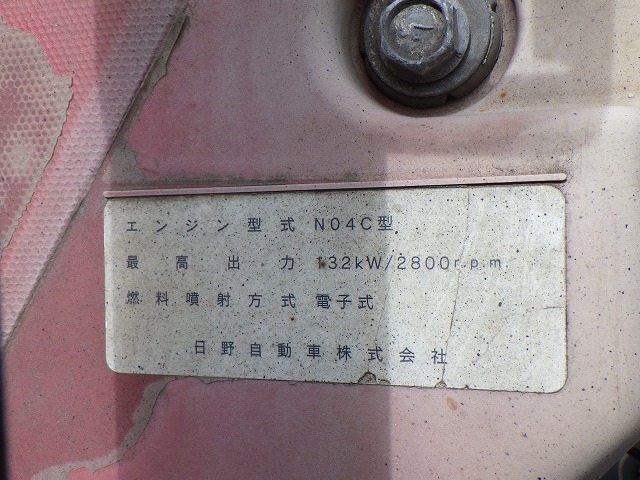 エンジン型式 N04C型
最高出力 132kW/2800r.p.m.
燃料噴射方式 電子式
日野自動車株式会社